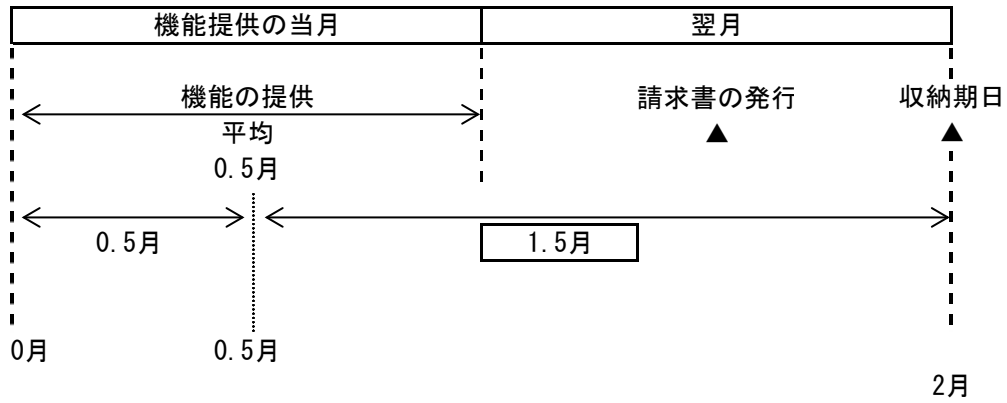 機能提供の当月 翌月
機能の提供 請求書の発行 収納期日
平均 ▲ ▲
0.5月
0.5月 1.5月
0月 0.5月
2月